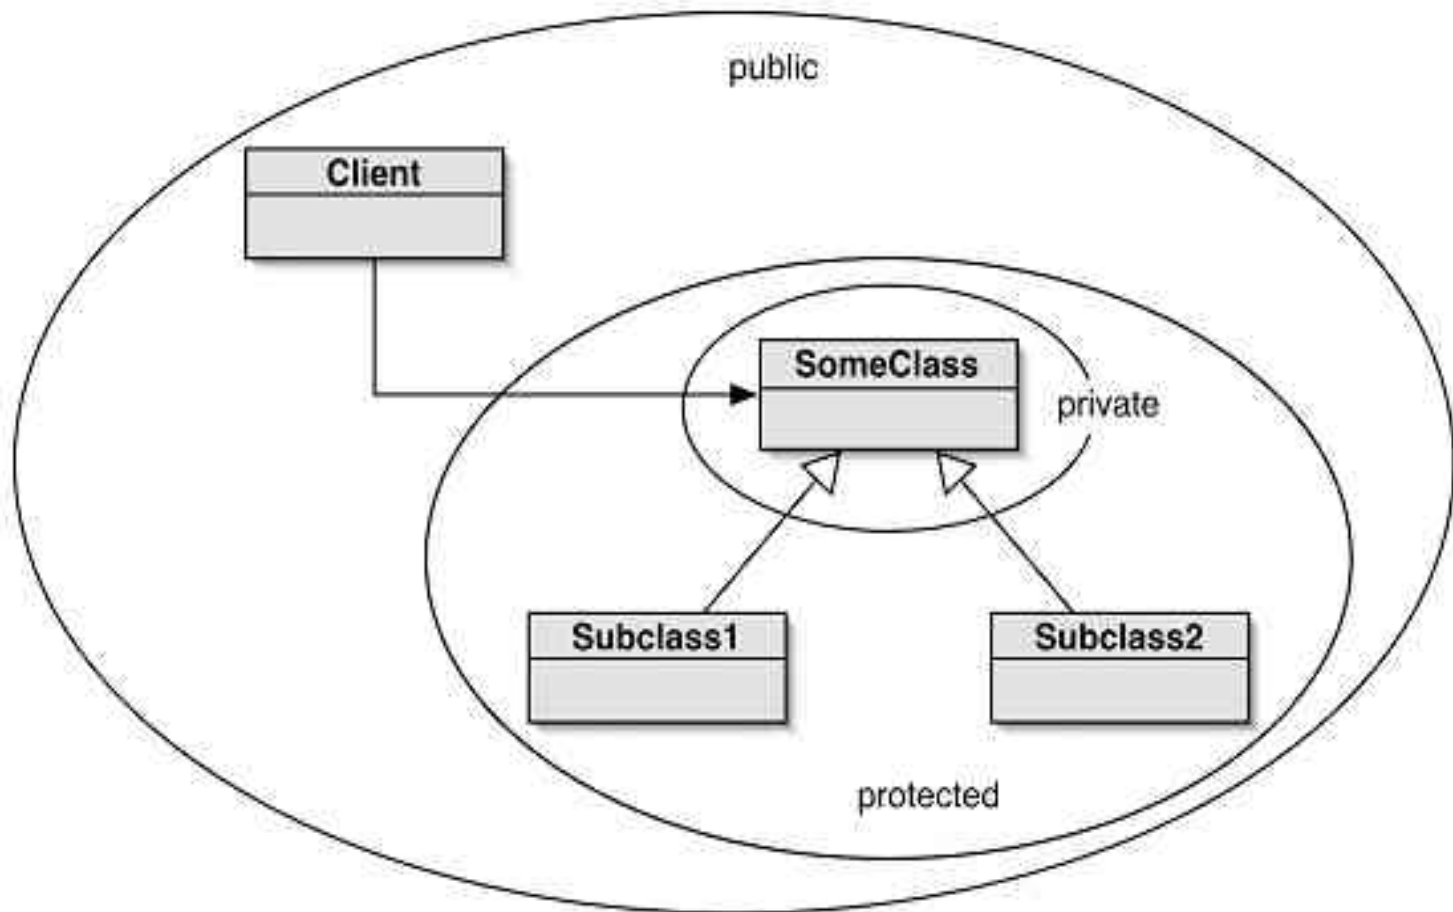 public
Client
SomeClass
private
Subclass1
Subclass2
protected